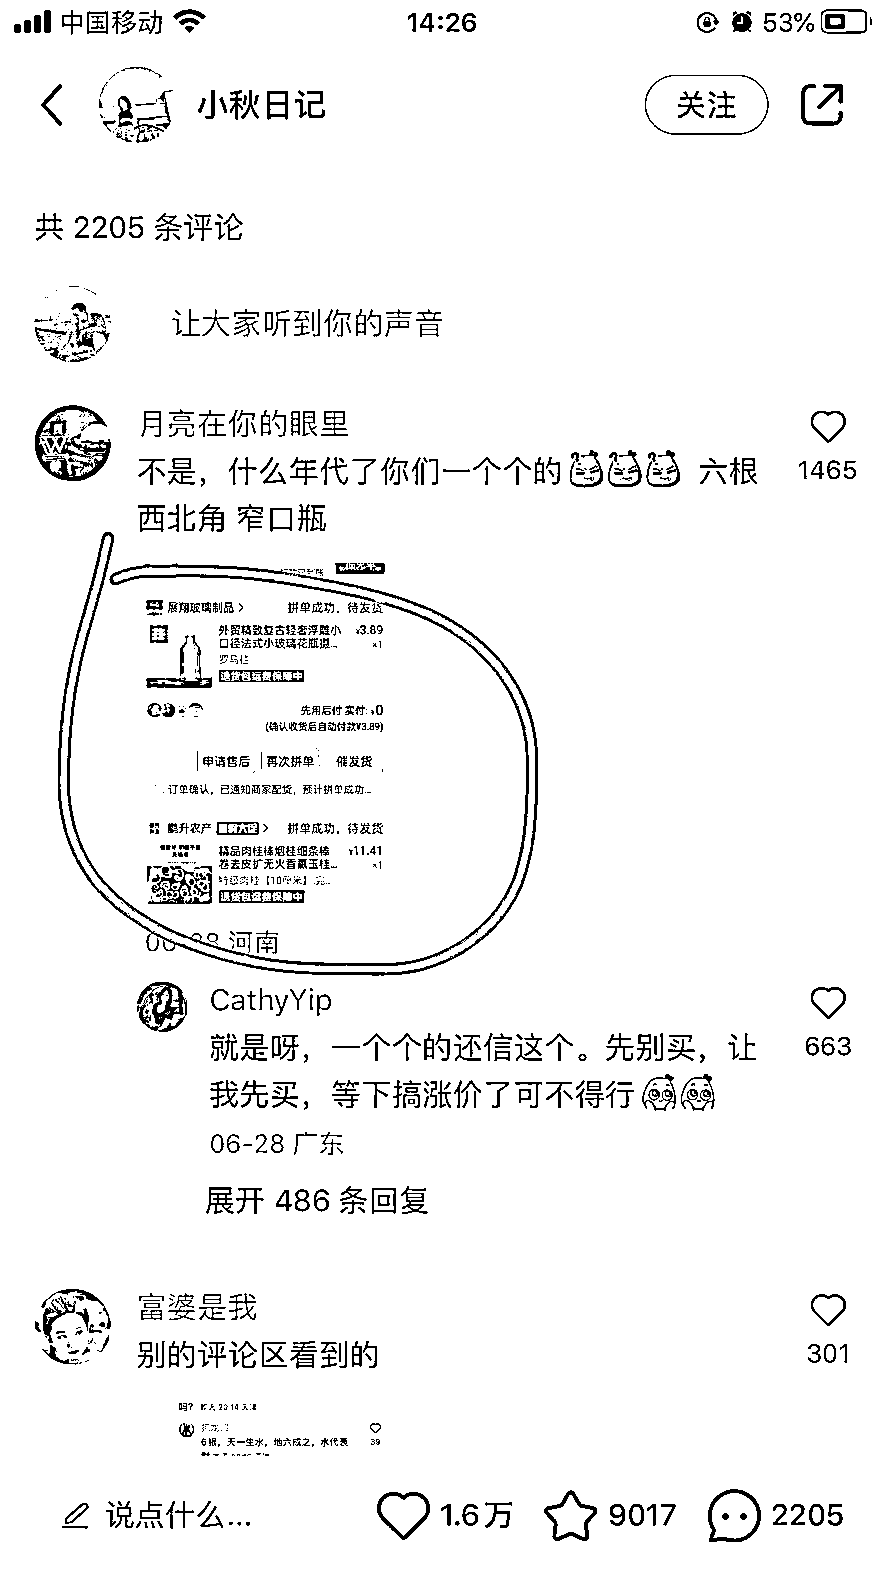 中国移动
14:26
53%
小秋日记
关注
共 2205 条评论
让大家听到你的声音
月亮在你的眼里
不是，什么年代了你们一个个的 六根
西北角 窄口瓶
1465
展翔玻璃制品 >
拼单成功，待发货
外贸精致复古轻奢浮雕小
¥3.89
口径法式小玻璃花瓶摆...
×1
罗马柱
退货包运费保障中
先用后付 实付: ¥0
(确认收货后自动付款¥3.89)
申请售后
再次拼单
催发货
订单确认，已通知商家配货，预计拼单成功...
鹏升农产
>
拼单成功，待发货
精品肉桂棒烟桂细条棒
¥11.41
卷去皮扩无火香薰玉桂...
×1
特级肉桂【10厘米】
退货包运费保障中
河南
CathyYip
就是呀，一个个的还信这个。先别买，让
我先买，等下搞涨价了可不得行
663
06-28 广东
展开 486 条回复
富婆是我
别的评论区看到的
301
吗？
6根，天一生水，地六成之，水代表
39
说点什么...
1.6万
9017
2205